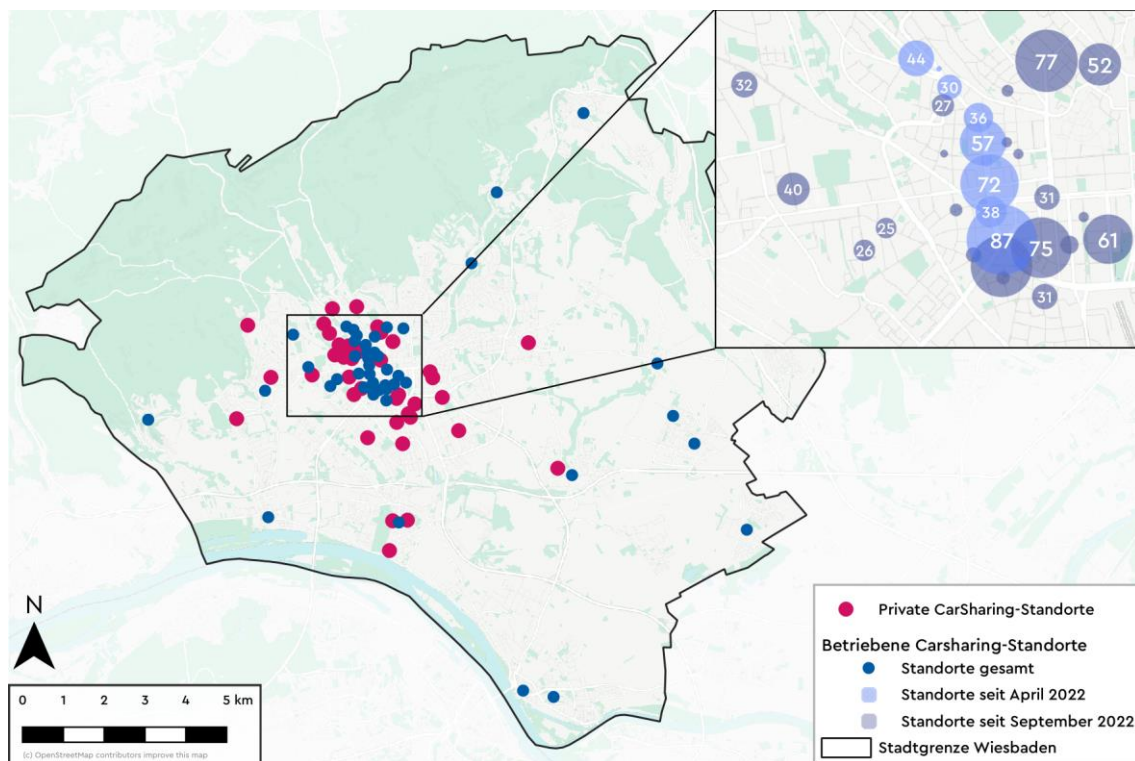 77
52
44
30
32
27
36
57
40
72
31
38
25
87
75
61
26
31
N
0 1 2 3 4 5 km
(c) OpenStreetMap contributors improve this map
Private CarSharing-Standorte
Betriebene Carsharing-Standorte
Standorte gesamt
Standorte seit April 2022
Standorte seit September 2022
Stadtgrenze Wiesbaden